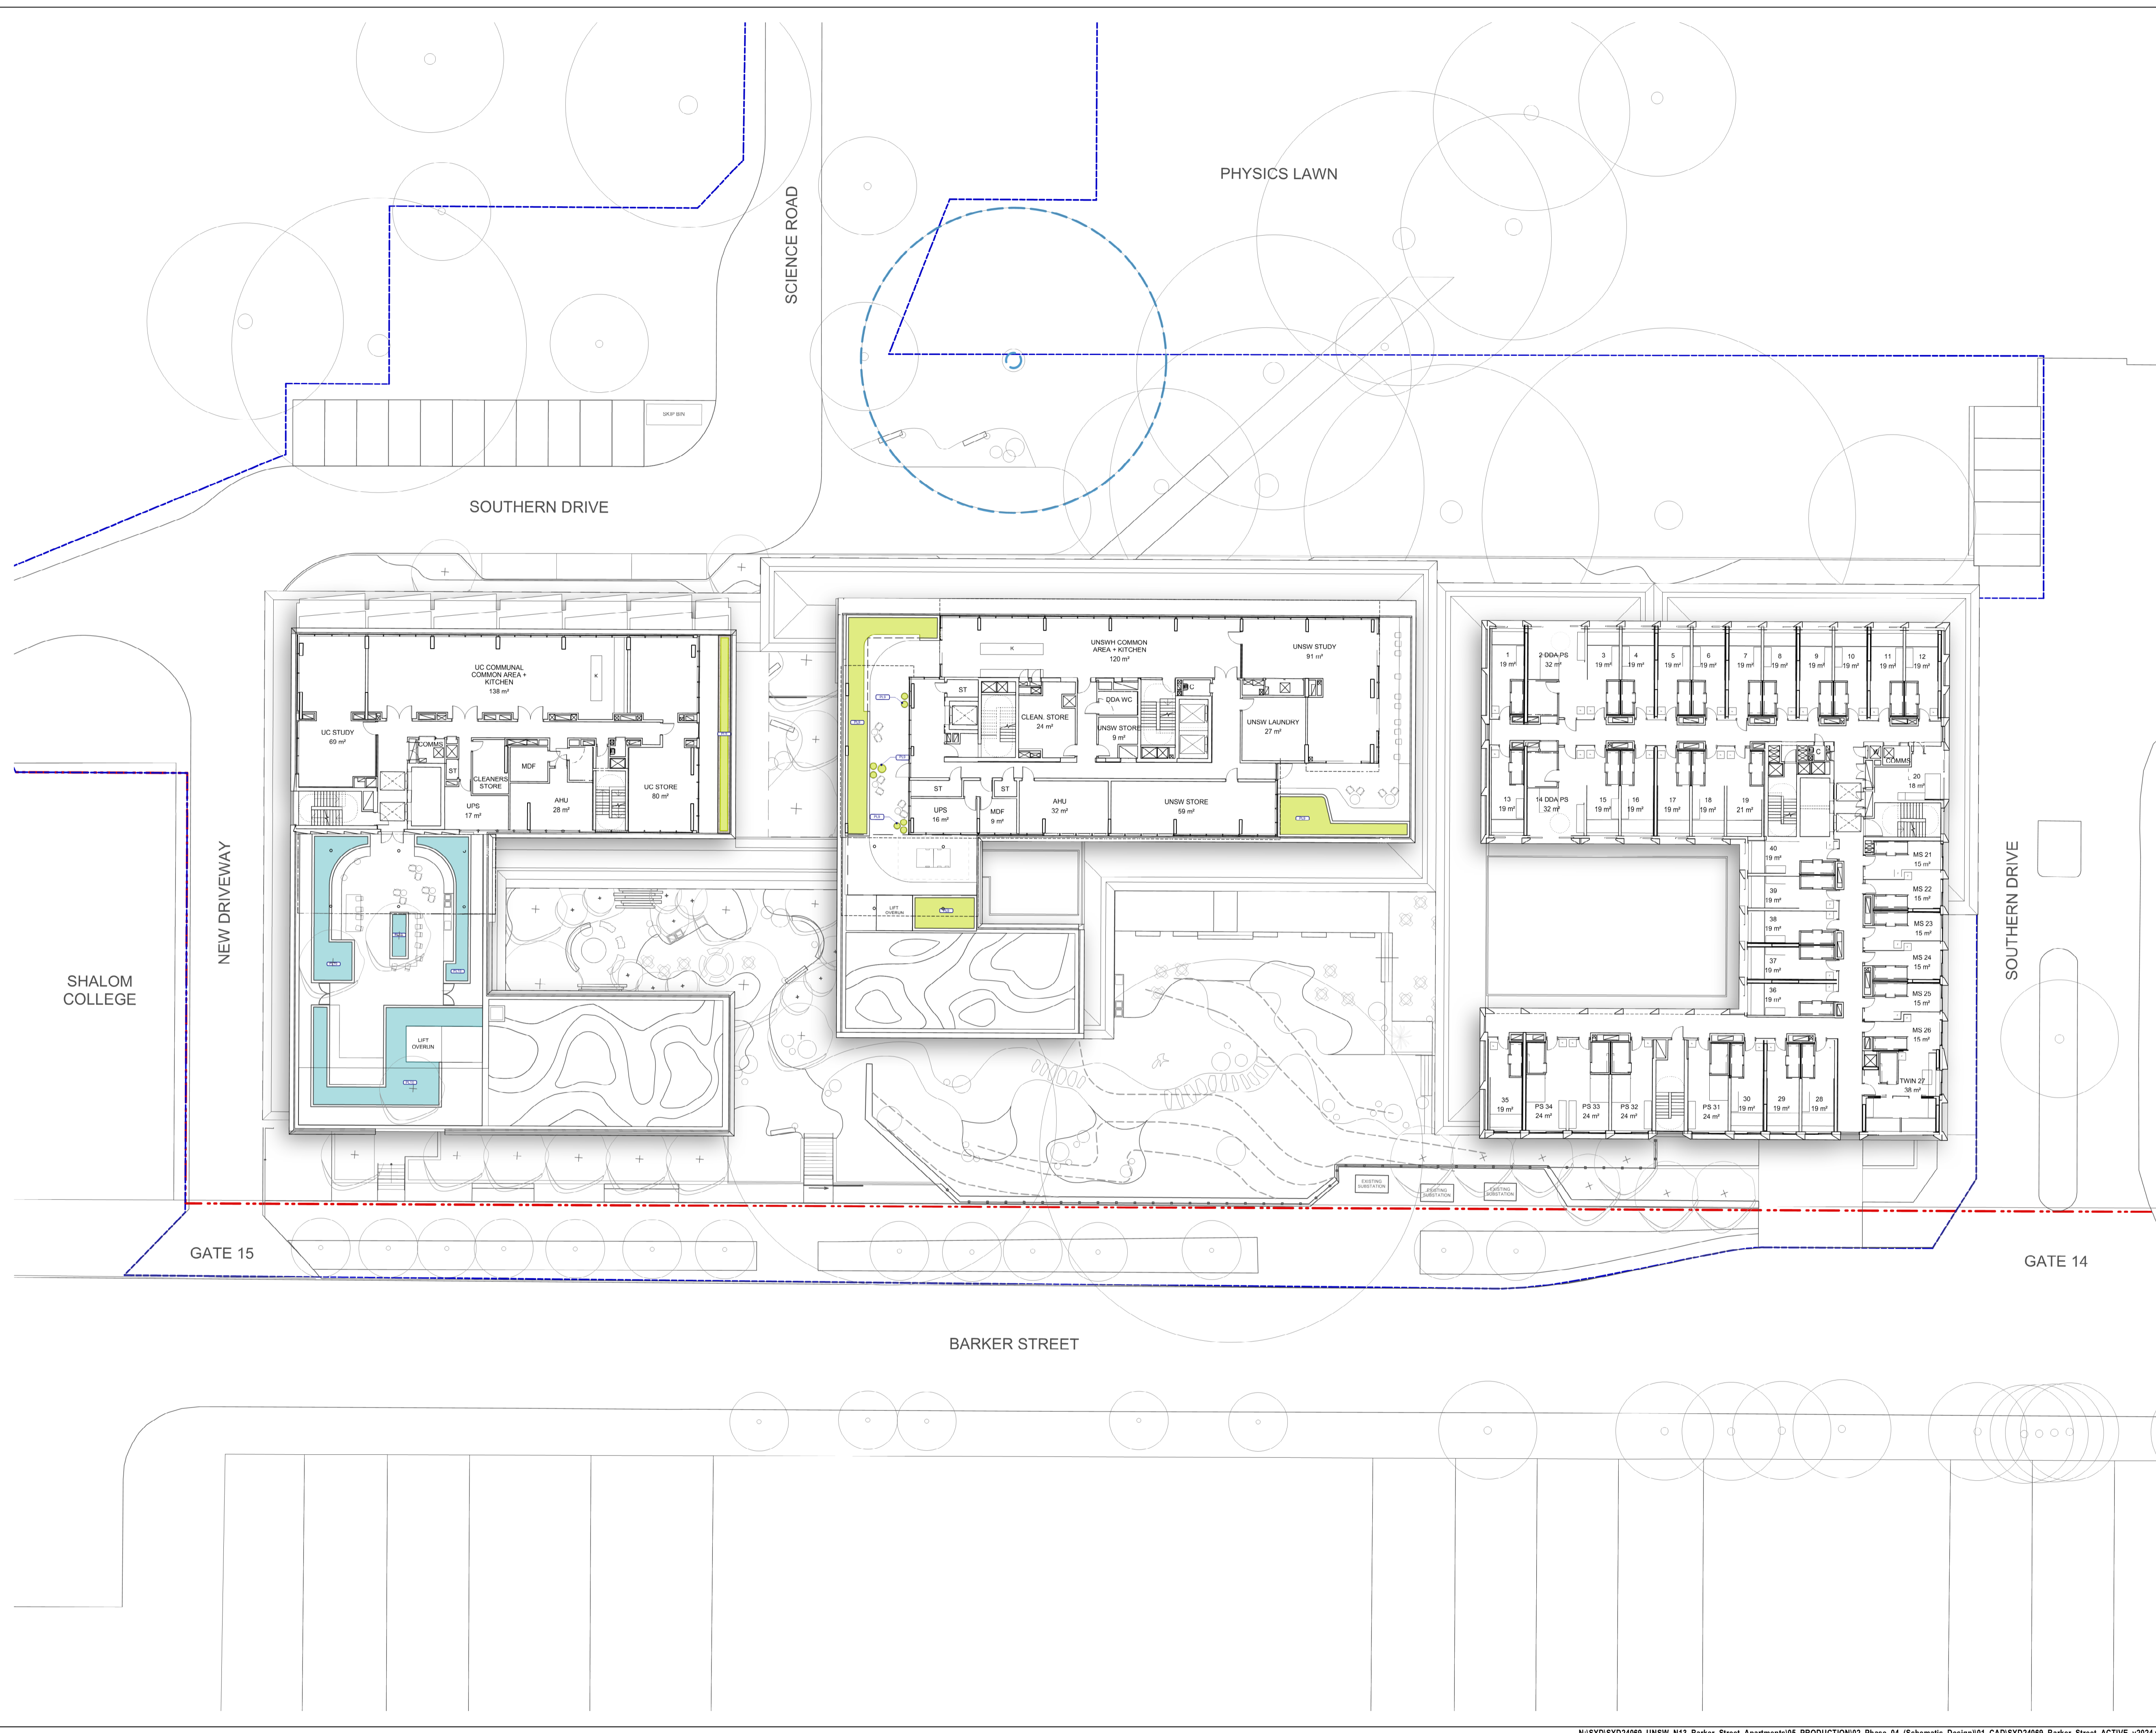 PHYSICS LAWN
SCIENCE ROAD
SKIP BIN
SOUTHERN DRIVE
UC COMMUNAL
COMMON AREA +
KITCHEN
138 m²
K
UC STUDY
69 m²
COMMS
ST
CLEANERS
STORE
MDF
UPS
17 m²
AHU
28 m²
UC STORE
80 m²
LIFT
OVERUN
UNSWH COMMON
AREA + KITCHEN
120 m²
K
UNSW STUDY
91 m²
ST
CLEAN. STORE
24 m²
DDA WC
UNSW STORE
9 m²
C
UNSW LAUNDRY
27 m²
ST
ST
UPS
16 m²
MDF
9 m²
AHU
32 m²
UNSW STORE
59 m²
LIFT
OVERUN
1
19 m²
2 DDA PS
32 m²
3
19 m²
4
19 m²
5
19 m²
6
19 m²
7
19 m²
8
19 m²
9
19 m²
10
19 m²
11
19 m²
12
19 m²
C
COMMS
20
18 m²
13
19 m²
14 DDA PS
32 m²
15
19 m²
16
19 m²
17
19 m²
18
19 m²
19
21 m²
40
19 m²
39
19 m²
38
19 m²
37
19 m²
36
19 m²
MS 21
15 m²
MS 22
15 m²
MS 23
15 m²
MS 24
15 m²
MS 25
15 m²
MS 26
15 m²
TWIN 27
38 m²
35
19 m²
PS 34
24 m²
PS 33
24 m²
PS 32
24 m²
PS 31
24 m²
30
19 m²
29
19 m²
28
19 m²
NEW DRIVEWAY
SHALOM
COLLEGE
SOUTHERN DRIVE
EXISTING
SUBSTATION
EXISTING
SUBSTATION
EXISTING
SUBSTATION
GATE 15
GATE 14
BARKER STREET